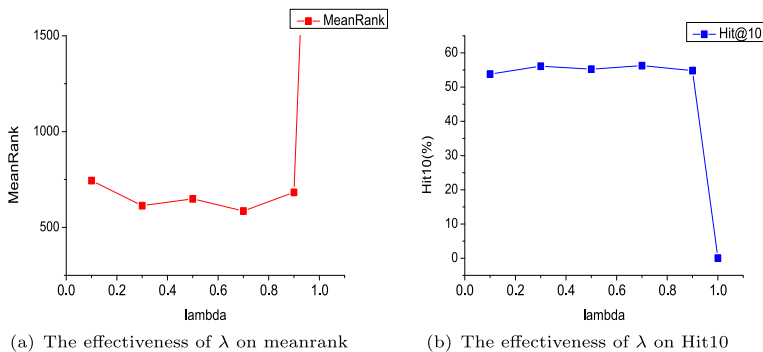 MeanRank
1500
1000
500
MeanRank
0.0 0.2 0.4 0.6 0.8 1.0
lambda
(a) The effectiveness of λ on meanrank
Hit@10
60
50
40
30
20
10
0
Hit10(%)
0.0 0.2 0.4 0.6 0.8 1.0
lambda
(b) The effectiveness of λ on Hit10